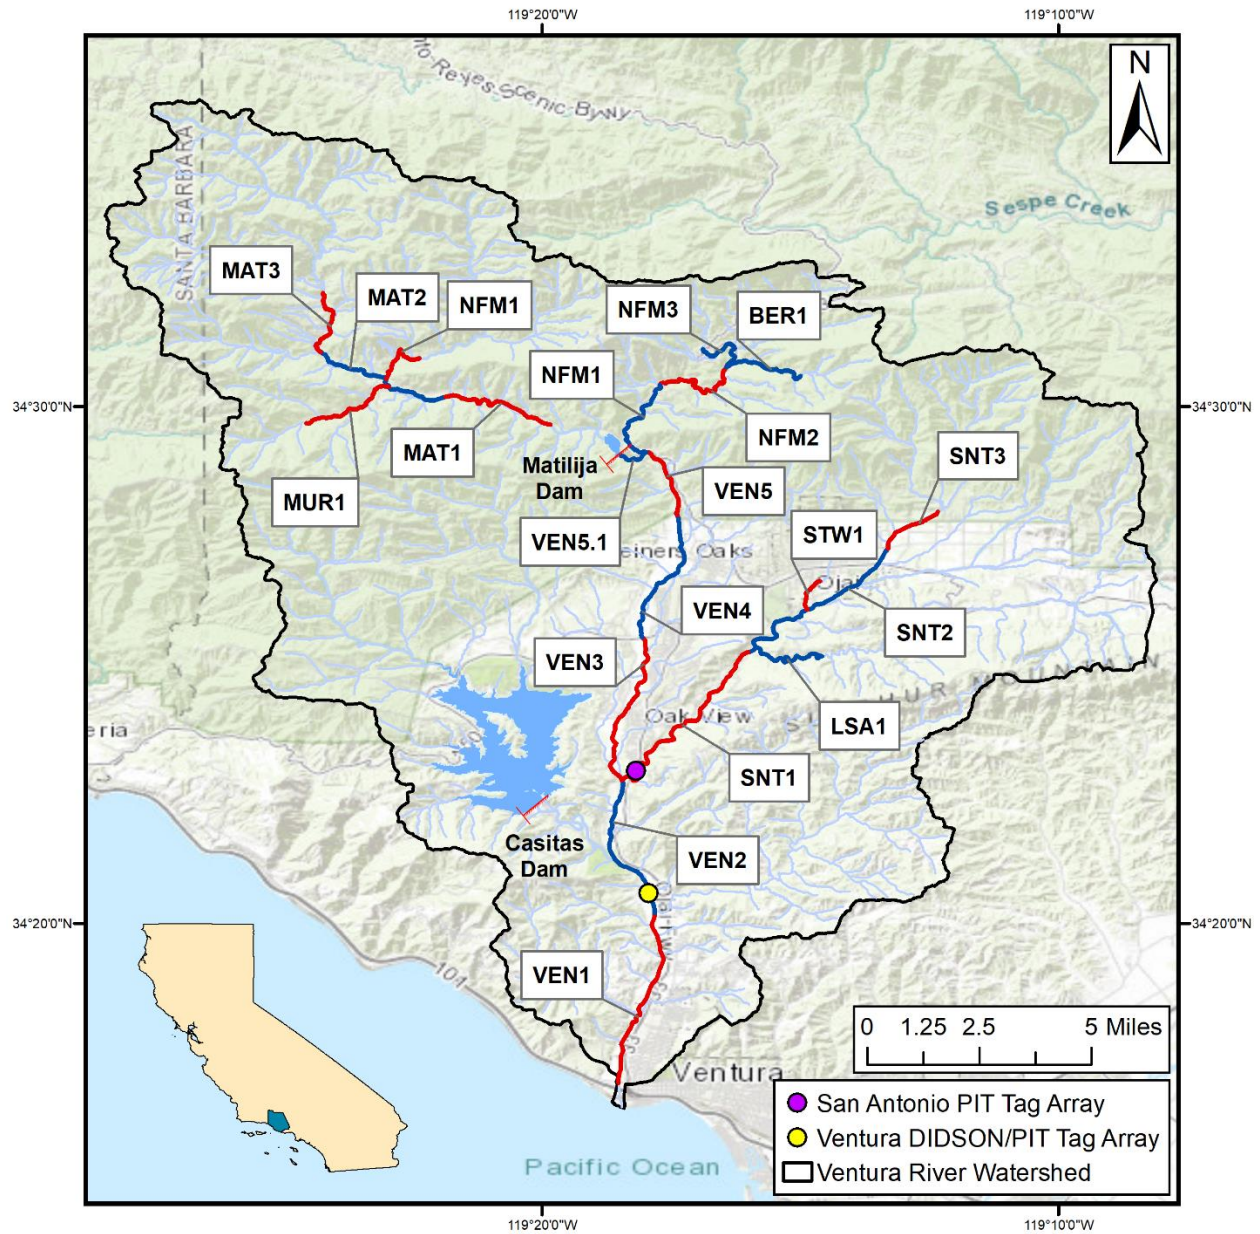 119°20'0"W
119°10'0"W
N
Sespe Creek
SANTA BARBARA
MAT3
MAT2
NFM1
NFM3
BER1
NFM1
34°30'0"N
34°30'0"N
NFM2
MAT1
SNT3
Matilija
Dam
VEN5
MUR1
STW1
VEN5.1
einers Oaks
Ojai
VEN4
SNT2
VEN3
Oak View
LSA1
eria
SNT1
Casitas
Dam
VEN2
34°20'0"N
34°20'0"N
VEN1
33
101
33
0
1.25
2.5
5 Miles
Ventura
San Antonio PIT Tag Array
Ventura DIDSON/PIT Tag Array
Ventura River Watershed
Pacific Ocean
119°20'0"W
119°10'0"W